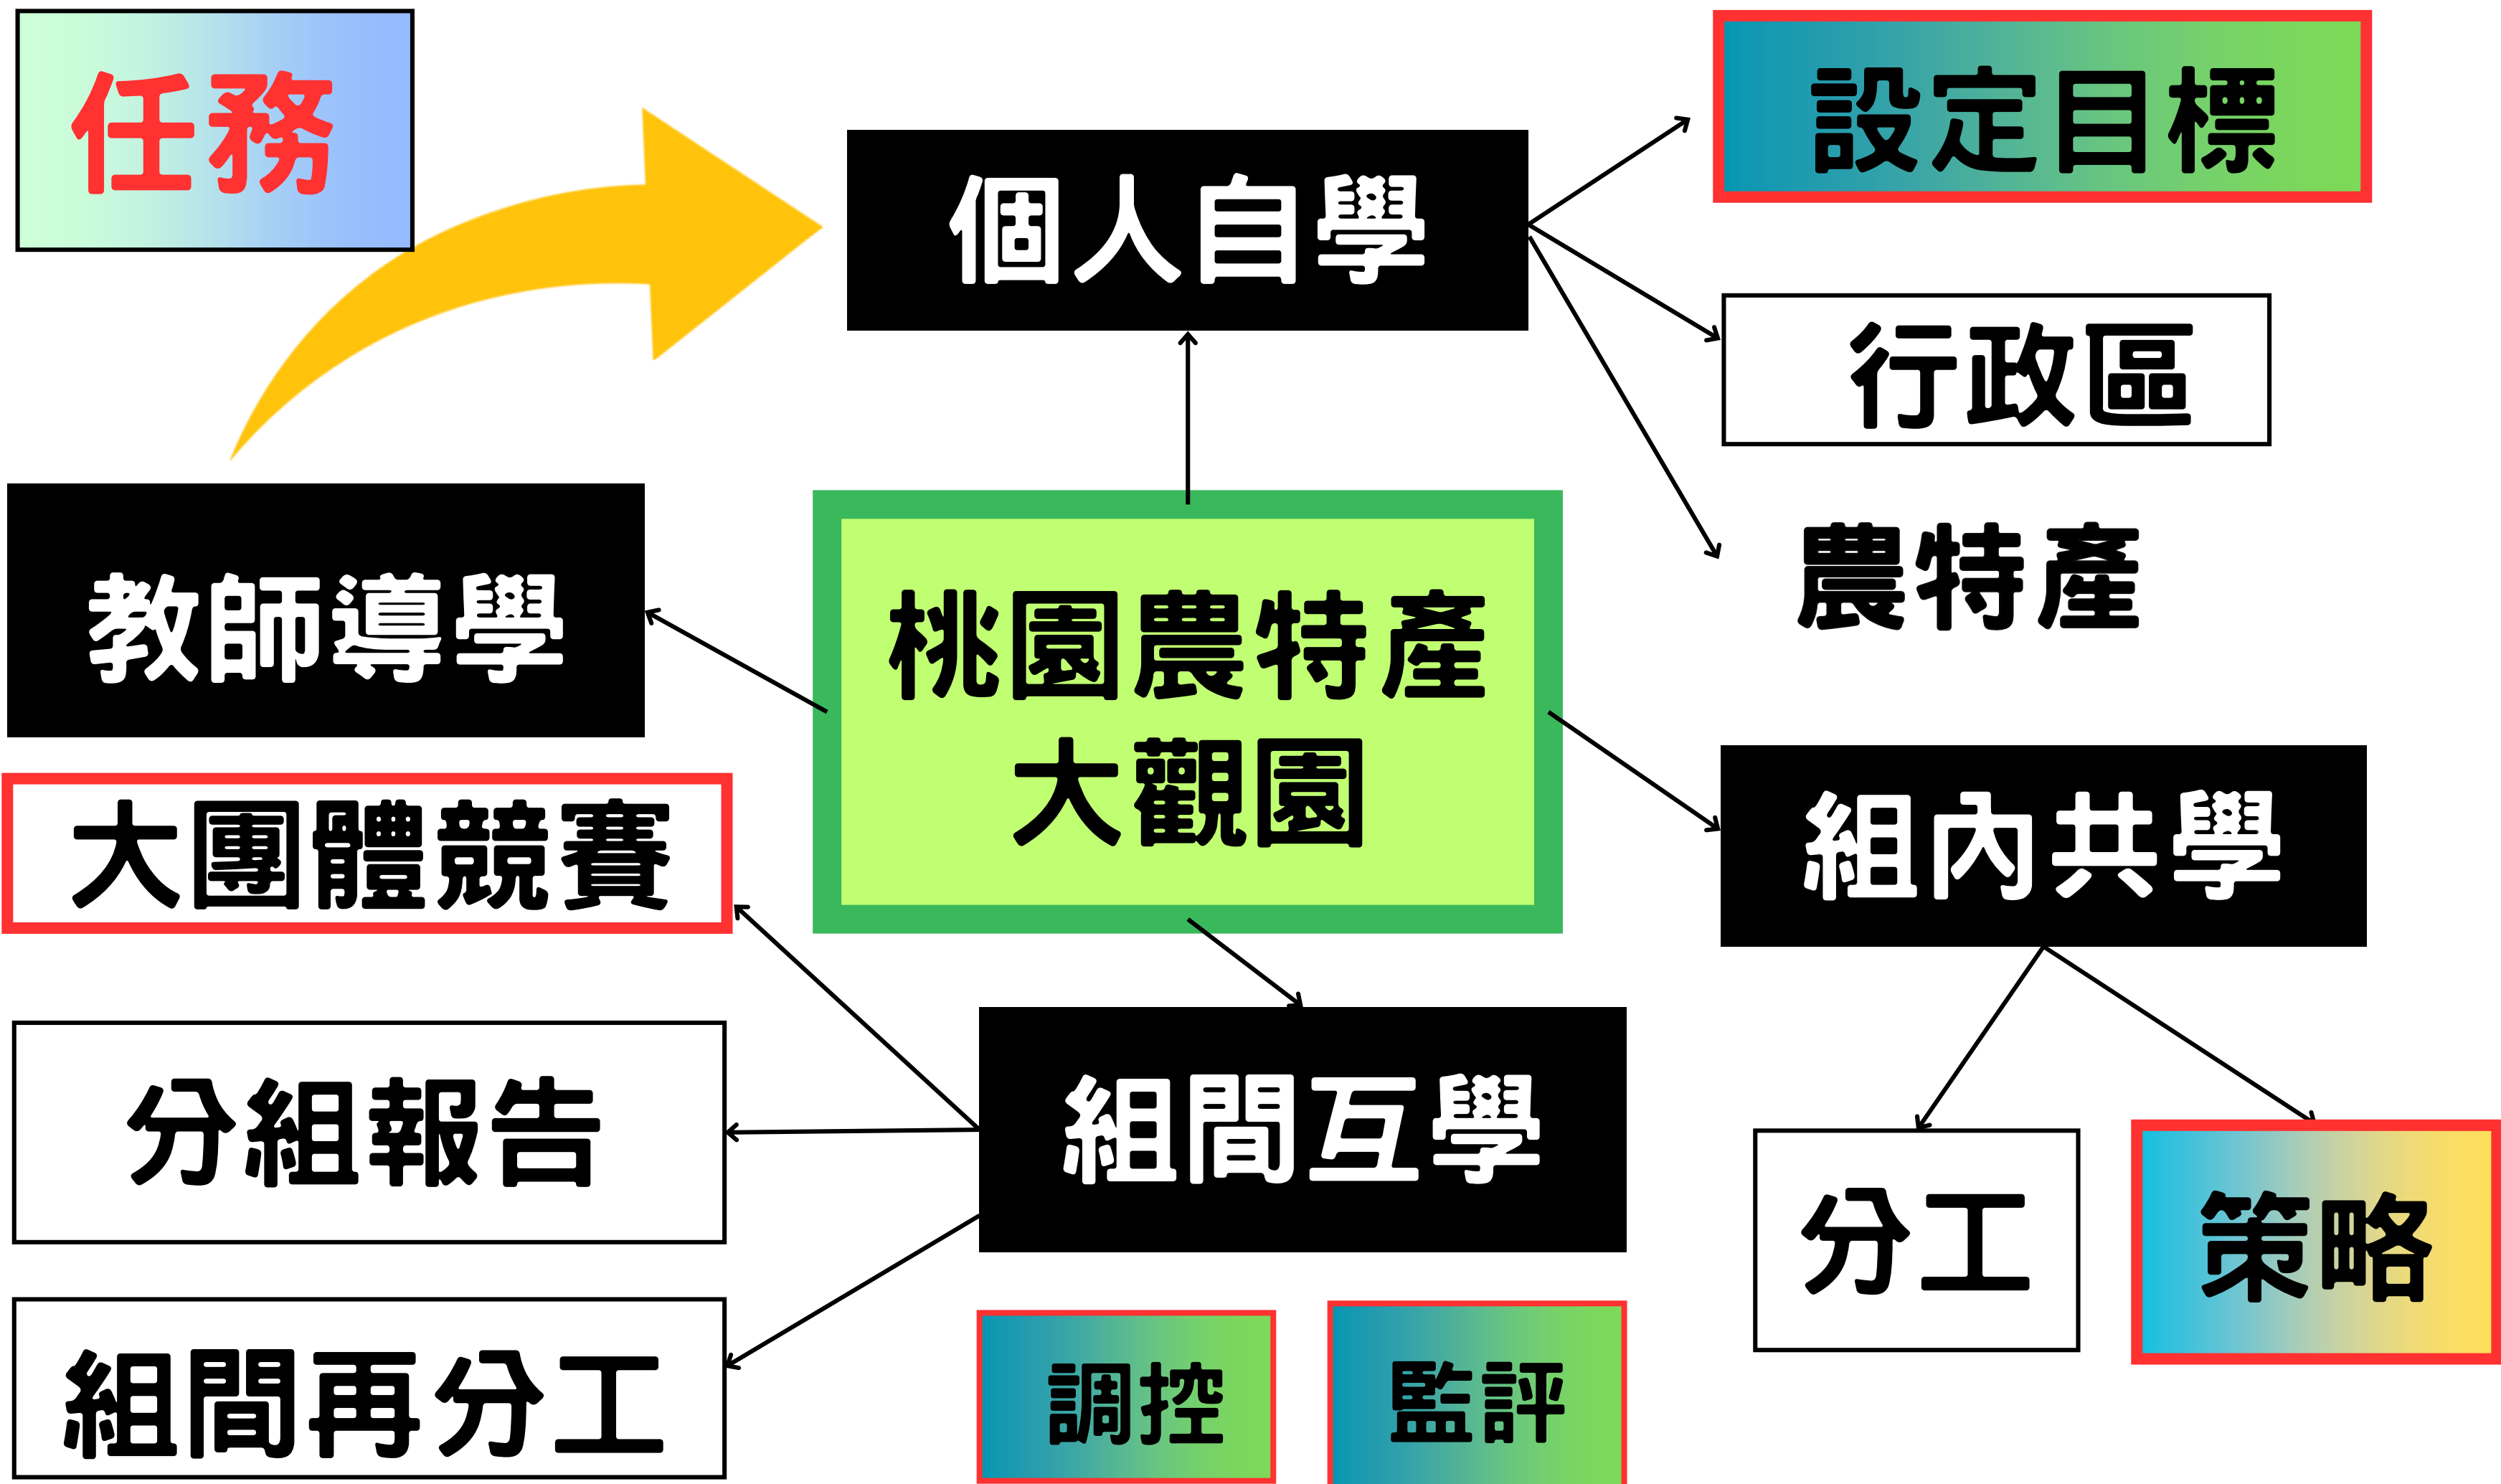 任務
設定目標
個人自學
行政區
農特產
教師導學
桃園農特產
大觀園
組內共學
大團體競賽
分組報告
組間互學
分工
策略
組間再分工
調控
監評